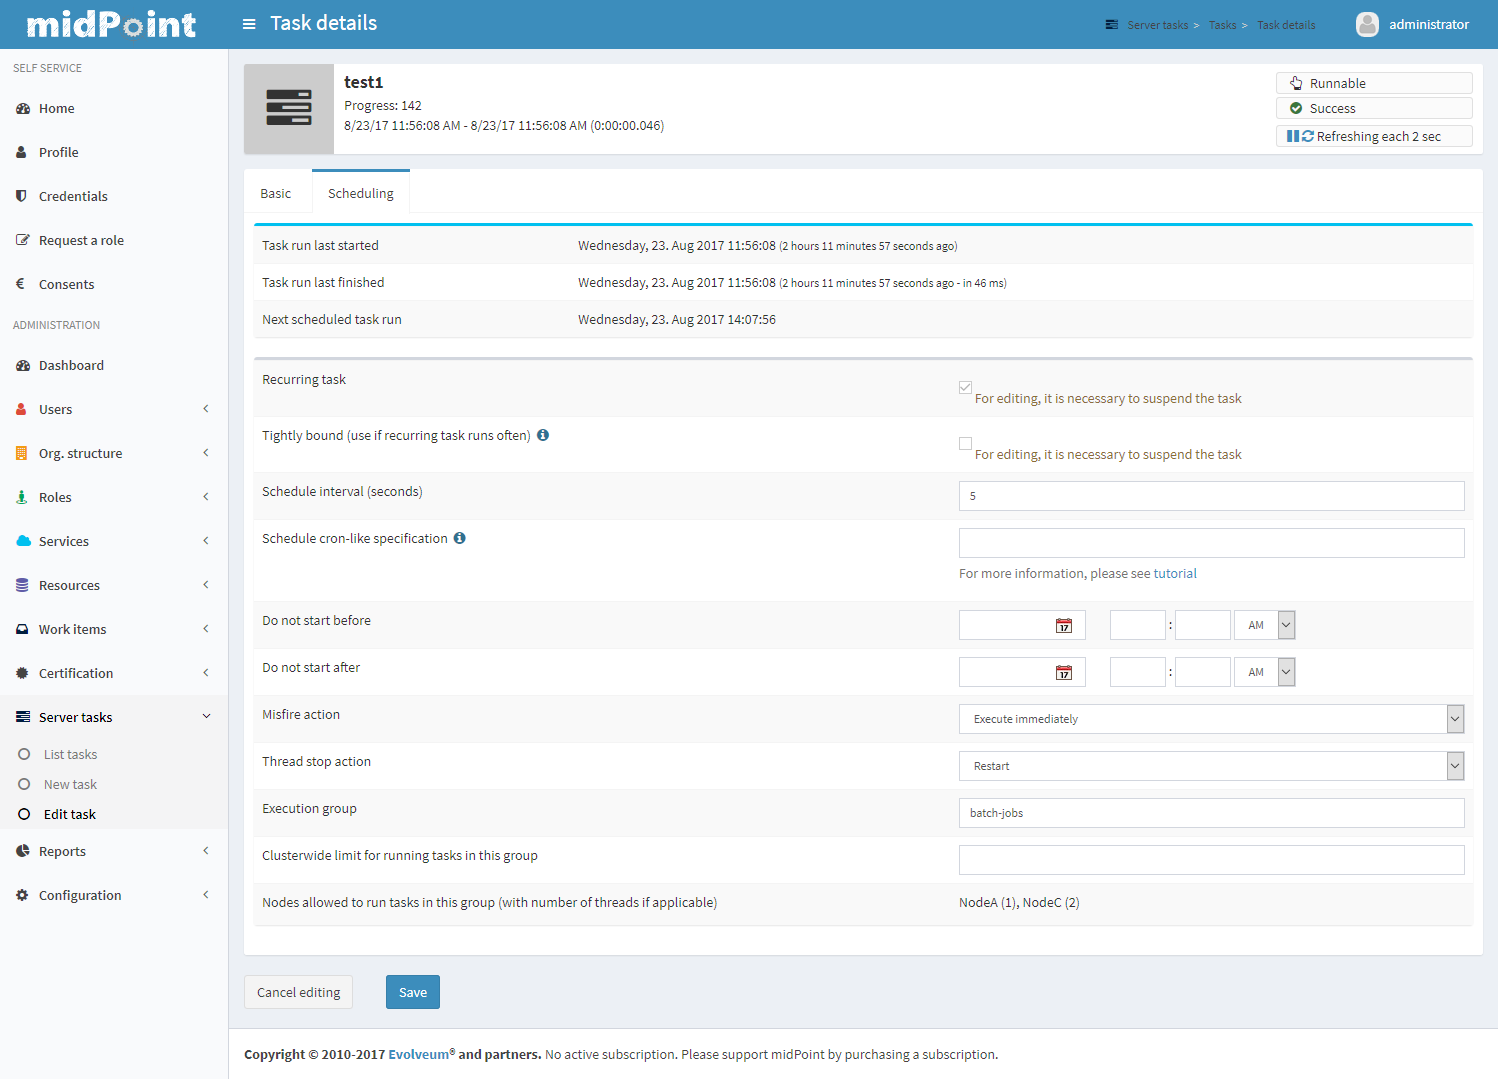 midPoint
Task details
Server tasks > Tasks > Task details
administrator
SELF SERVICE
Home
Profile
Credentials
Request a role
Consents
ADMINISTRATION
Dashboard
Users
Org. structure
Roles
Services
Resources
Work items
Certification
Server tasks
List tasks
New task
Edit task
Reports
Configuration
test1
Progress: 142
8/23/17 11:56:08 AM - 8/23/17 11:56:08 AM (0:00:00.046)
Runnable
Success
Refreshing each 2 sec
Basic
Scheduling
Task run last started Wednesday, 23. Aug 2017 11:56:08 (2 hours 11 minutes 57 seconds ago)
Task run last finished Wednesday, 23. Aug 2017 11:56:08 (2 hours 11 minutes 57 seconds ago - in 46 ms)
Next scheduled task run Wednesday, 23. Aug 2017 14:07:56
Recurring task
For editing, it is necessary to suspend the task
Tightly bound (use if recurring task runs often)
For editing, it is necessary to suspend the task
Schedule interval (seconds) 5
Schedule cron-like specification
For more information, please see tutorial
Do not start before 17 : AM
Do not start after 17 : AM
Misfire action Execute immediately
Thread stop action Restart
Execution group batch-jobs
Clusterwide limit for running tasks in this group
Nodes allowed to run tasks in this group (with number of threads if applicable) NodeA (1), NodeC (2)
Cancel editing
Save
Copyright © 2010-2017 Evolveum® and partners. No active subscription. Please support midPoint by purchasing a subscription.